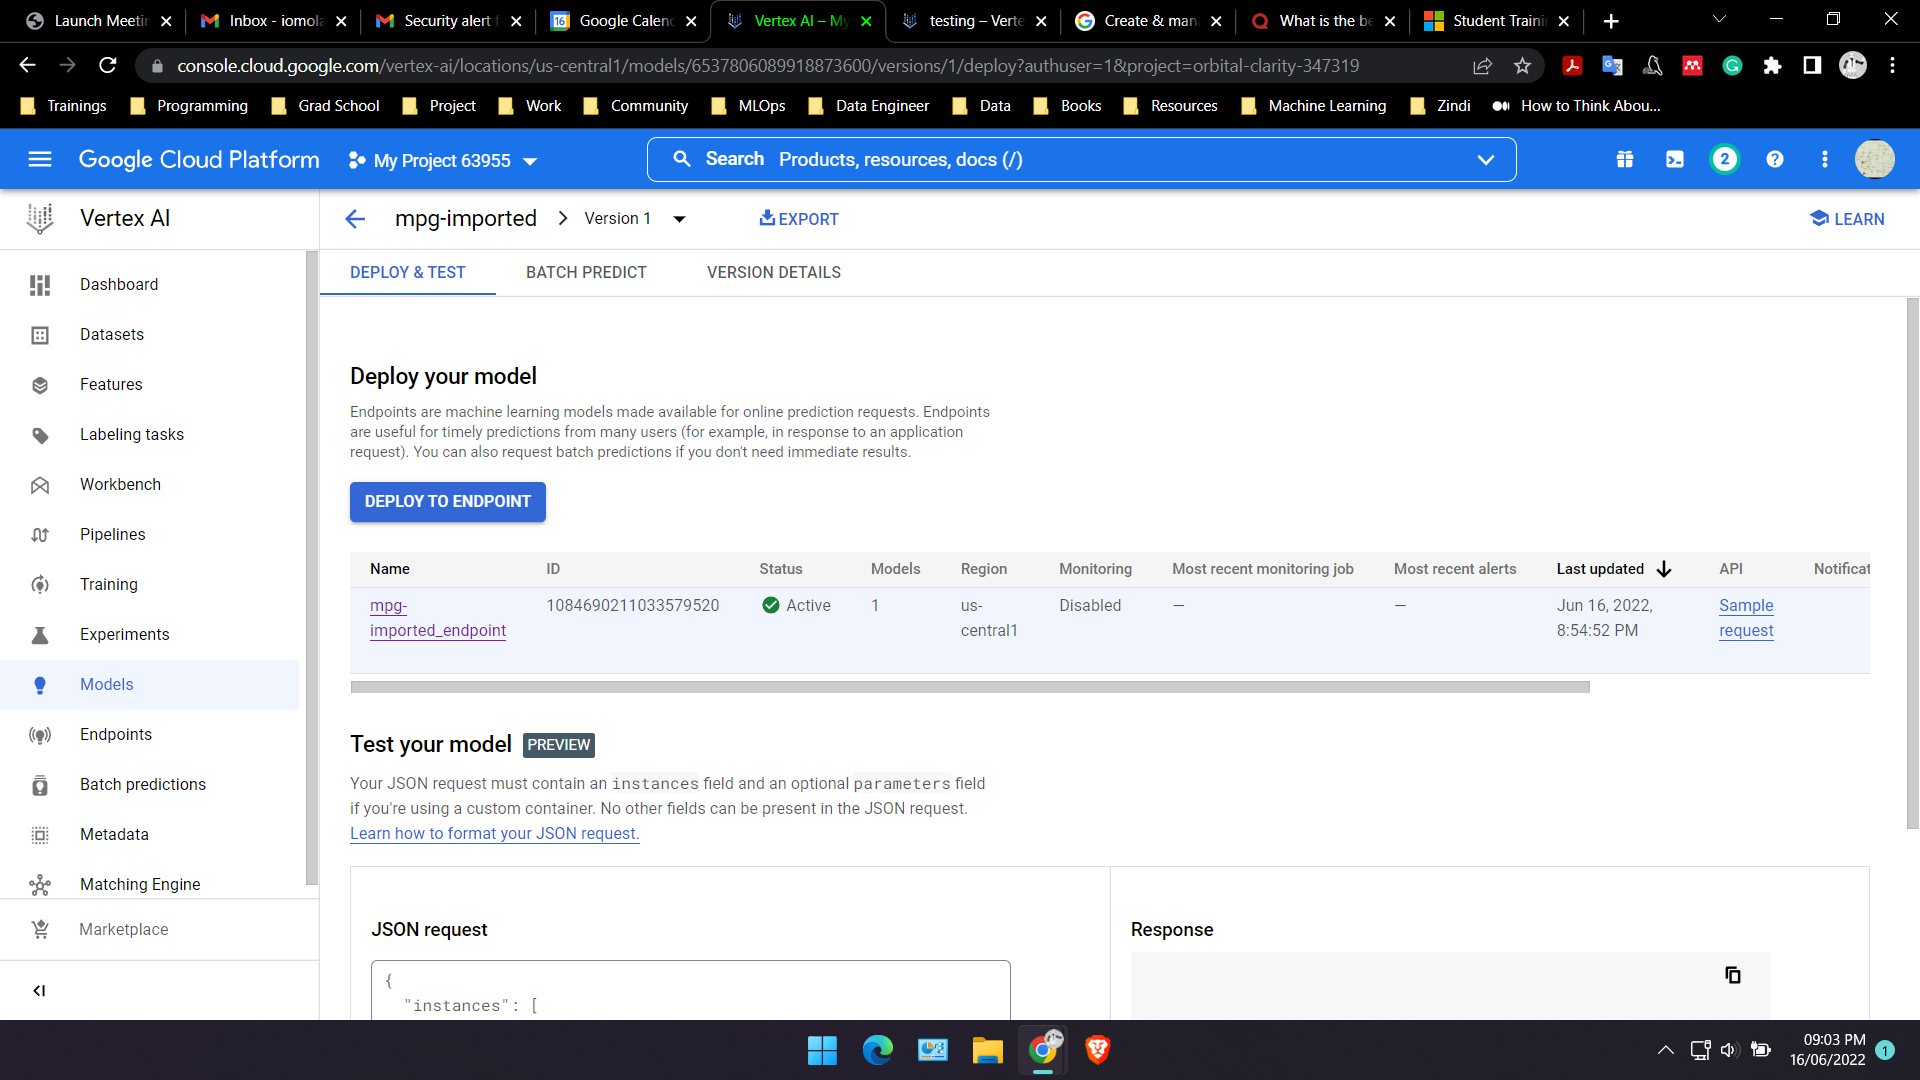 Launch Meetin
Inbox - iomola
Security alert f
Google Calend
Vertex AI – My
testing – Verte
Create & man
What is the be
Student Traini
console.cloud.google.com/vertex-ai/locations/us-central1/models/6537806089918873600/versions/1/deploy?authuser=1&project=orbital-clarity-347319
Trainings
Programming
Grad School
Project
Work
Community
MLOps
Data Engineer
Data
Books
Resources
Machine Learning
Zindi
How to Think Abou...
Google Cloud Platform
My Project 63955
Search Products, resources, docs (/)
2
Vertex AI
mpg-imported
Version 1
EXPORT
LEARN
Dashboard
Datasets
Features
Labeling tasks
Workbench
Pipelines
Training
Experiments
Models
Endpoints
Batch predictions
Metadata
Matching Engine
Marketplace
DEPLOY & TEST
BATCH PREDICT
VERSION DETAILS
Deploy your model
Endpoints are machine learning models made available for online prediction requests. Endpoints
are useful for timely predictions from many users (for example, in response to an application
request). You can also request batch predictions if you don't need immediate results.
DEPLOY TO ENDPOINT
Name ID Status Models Region Monitoring Most recent monitoring job Most recent alerts Last updated API Notificat
mpg- 1084690211033579520 Active 1 us- Disabled — — Jun 16, 2022, Sample
imported_endpoint central1 8:54:52 PM request
Test your model PREVIEW
Your JSON request must contain an instances field and an optional parameters field
if you're using a custom container. No other fields can be present in the JSON request.
Learn how to format your JSON request.
JSON request
{
"instances": [
Response
09:03 PM
16/06/2022
1